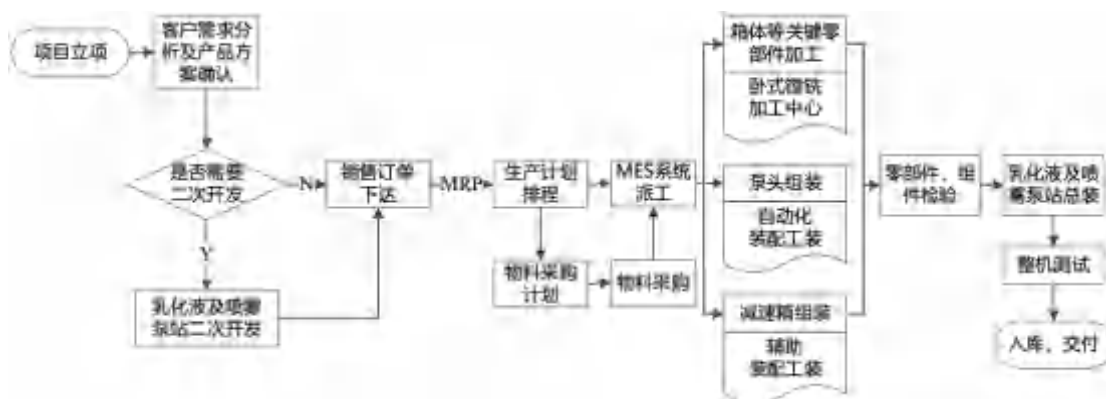 项目立项
客户需求分
析及产品方
案确认
是否需要
二次开发
N
Y
乳化液及喷雾
泵站二次开发
销售订单
下达
MRP
生产计划
排程
物料采购
计划
物料采购
MES系统
派工
箱体等关键零
部件加工
卧式镗铣
加工中心
泵头组装
自动化
装配工装
减速箱组装
辅助
装配工装
零部件、组
件检验
乳化液及喷
雾泵站总装
整机测试
入库、交付